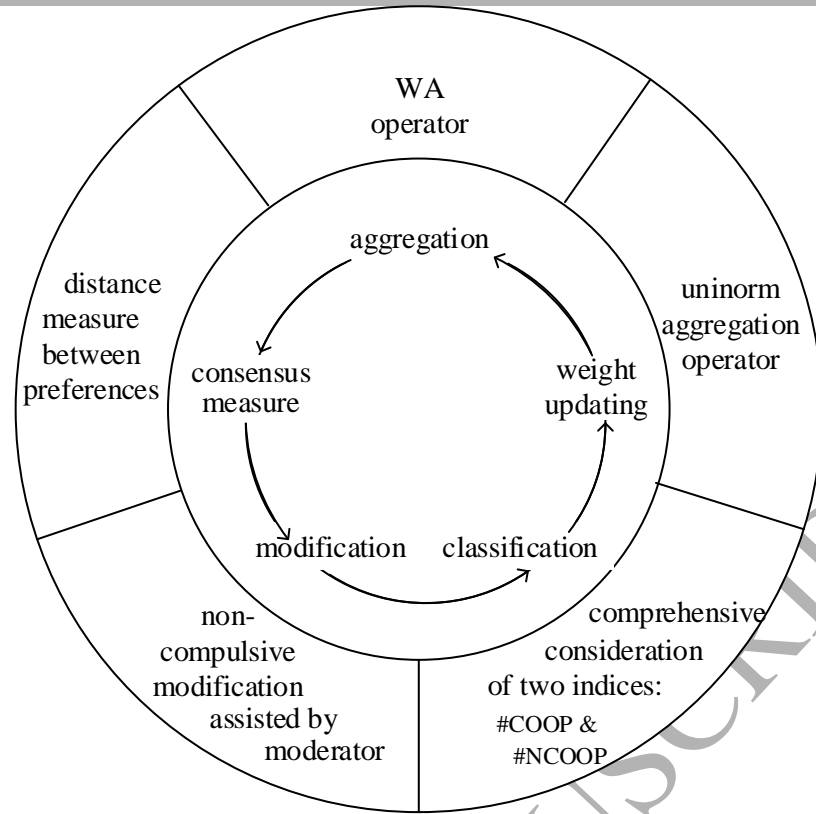 WA
operator
aggregation
distance
measure
between
preferences
uninorm
aggregation
operator
consensus
measure
weight
updating
modification
classification
non-
compulsive
modification
assisted by
moderator
comprehensive
consideration
of two indices:
#COOP &
#NCOOP
USCRIP